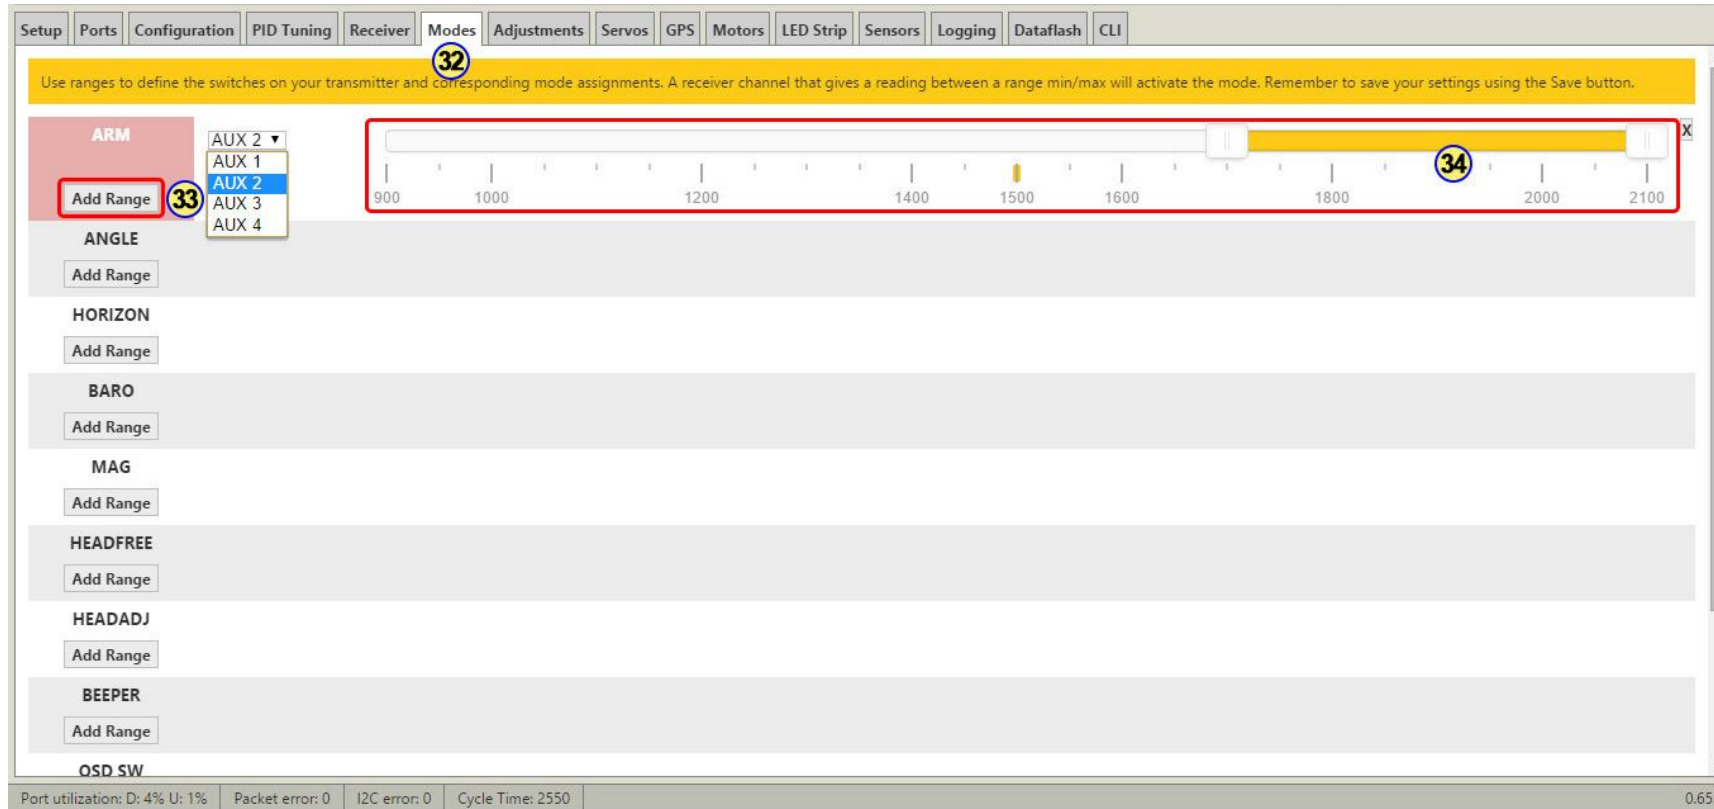 Setup Ports Configuration PID Tuning Receiver Modes Adjustments Servos GPS Motors LED Strip Sensors Logging Dataflash CLI
32
Use ranges to define the switches on your transmitter and corresponding mode assignments. A receiver channel that gives a reading between a range min/max will activate the mode. Remember to save your settings using the Save button.
ARM
AUX 2 ▼
X
AUX 1
AUX 2
AUX 3
AUX 4
34
Add Range
33
900 1000 1200 1400 1500 1600 1800 2000 2100
ANGLE
Add Range
HORIZON
Add Range
BARO
Add Range
MAG
Add Range
HEADFREE
Add Range
HEADADJ
Add Range
BEEPER
Add Range
OSD SW
Port utilization: D: 4% U: 1% Packet error: 0 I2C error: 0 Cycle Time: 2550 0.65